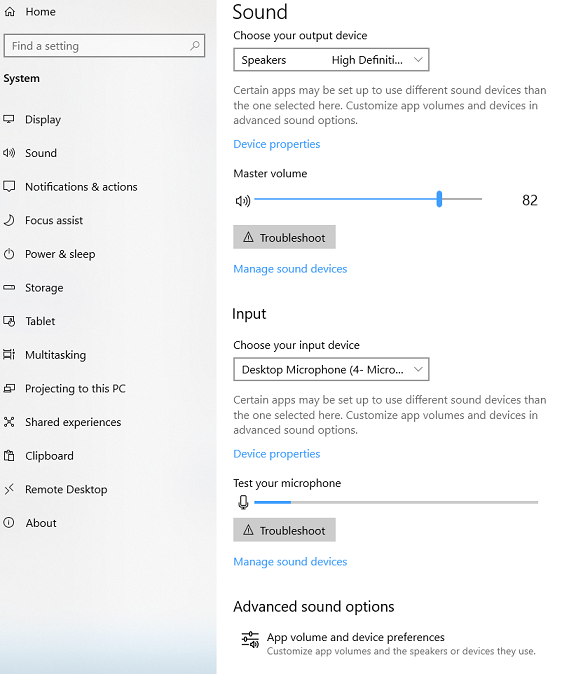 Home
Find a setting
System
Display
Sound
Notifications & actions
Focus assist
Power & sleep
Storage
Tablet
Multitasking
Projecting to this PC
Shared experiences
Clipboard
Remote Desktop
About
Sound
Choose your output device
Speakers High Definiti...
Certain apps may be set up to use different sound devices than
the one selected here. Customize app volumes and devices in
advanced sound options.
Device properties
Master volume
82
Troubleshoot
Manage sound devices
Input
Choose your input device
Desktop Microphone (4- Micro...
Certain apps may be set up to use different sound devices than
the one selected here. Customize app volumes and devices in
advanced sound options.
Device properties
Test your microphone
Troubleshoot
Manage sound devices
Advanced sound options
App volume and device preferences
Customize app volumes and the speakers or devices they use.